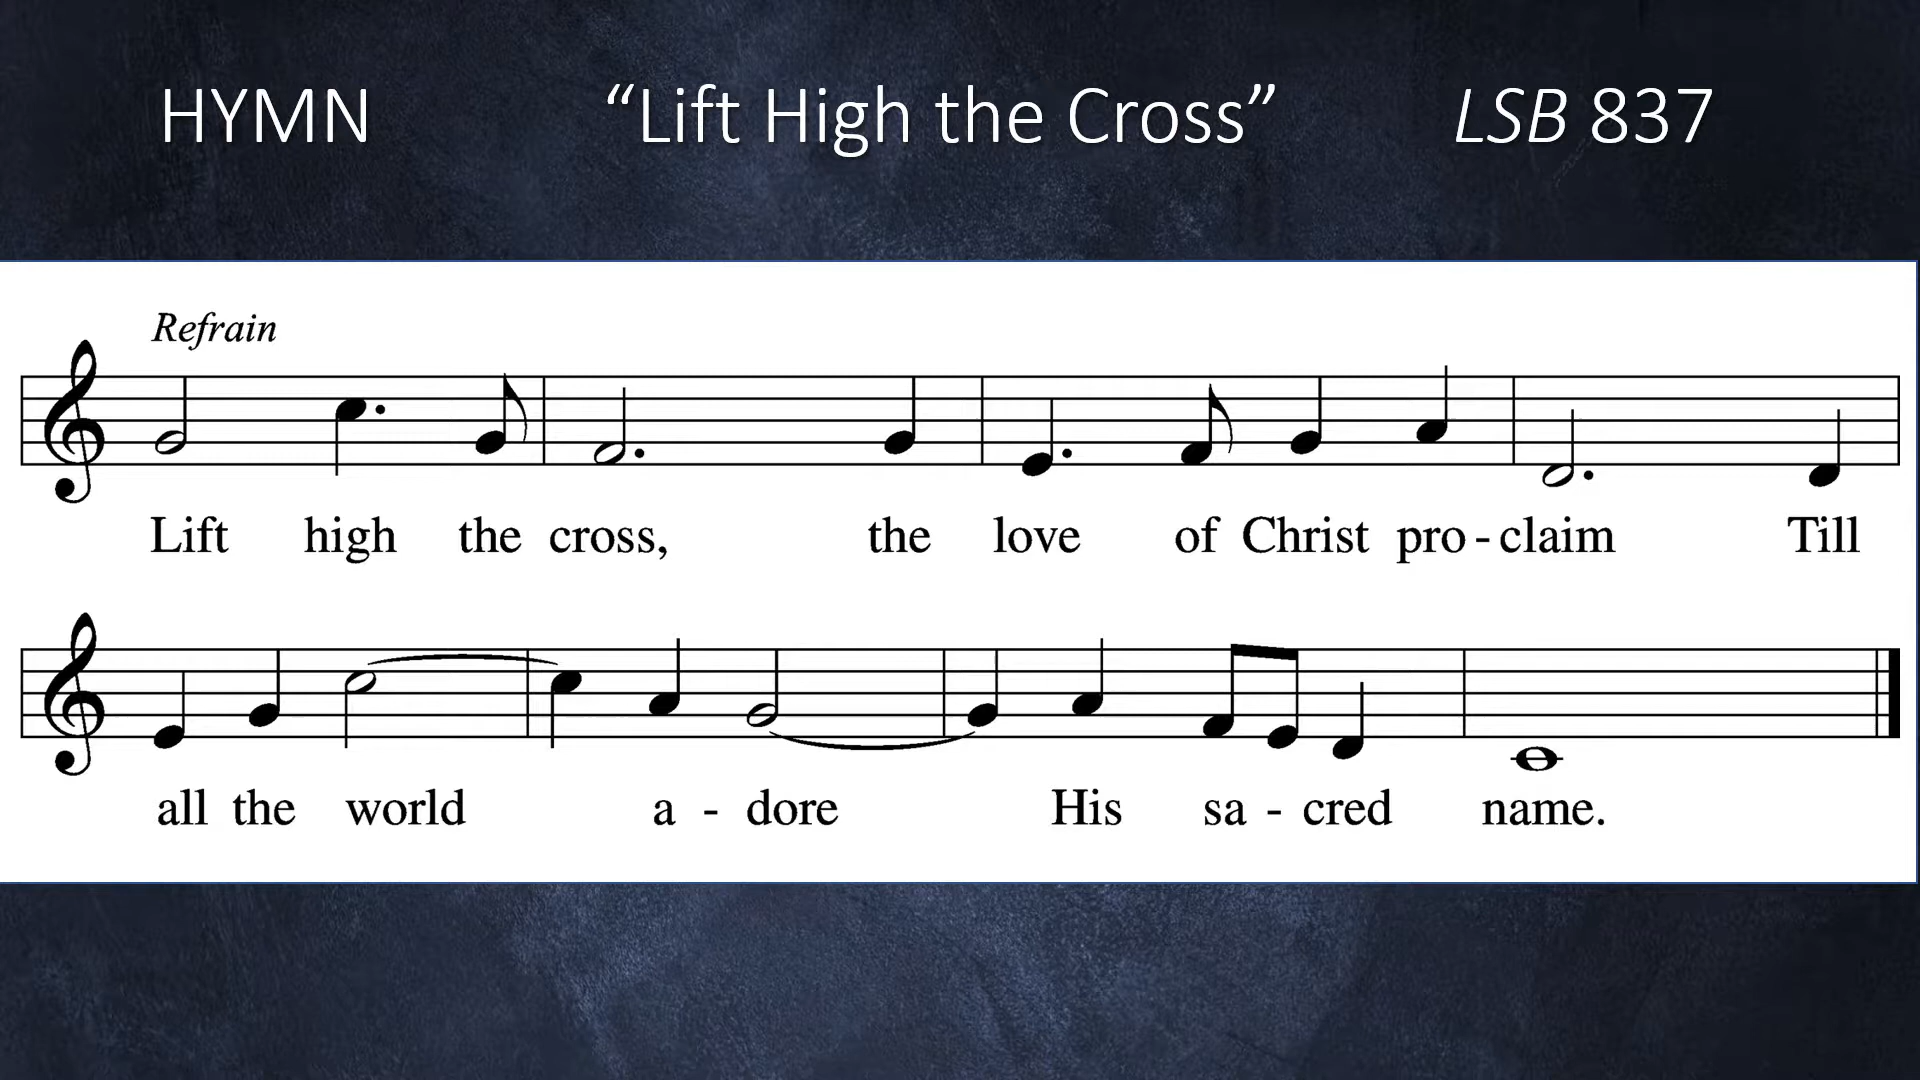 HYMN “Lift High the Cross” LSB 837
Refrain
Lift high the cross, the love of Christ pro - claim Till
all the world a - dore His sa - cred name.